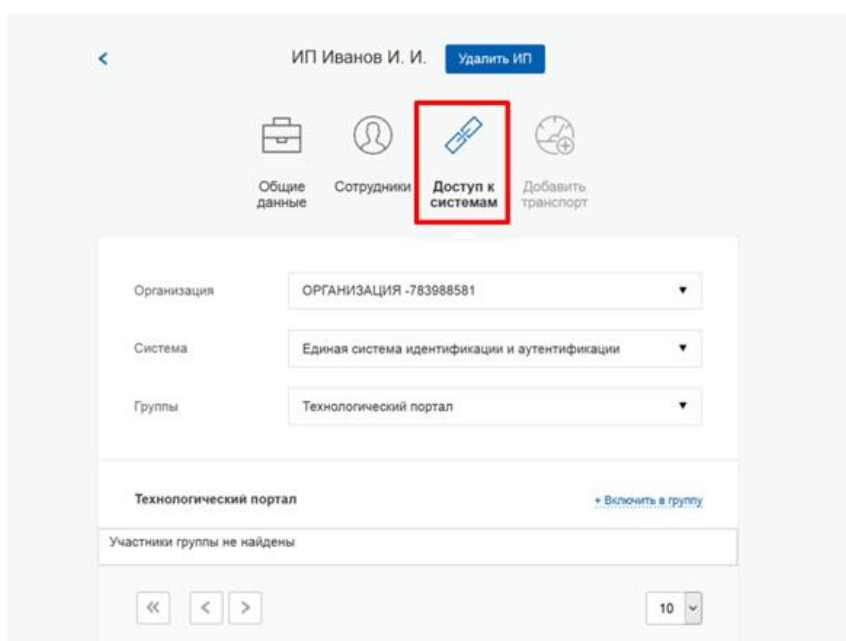 ИП Иванов И. И.
Удалить ИП
Общие
данные
Сотрудники
Доступ к
системам
Добавить
транспорт
Организация
ОРГАНИЗАЦИЯ -783988581
Система
Единая система идентификации и аутентификации
Группы
Технологический портал
Технологический портал
+ Включить в группу
Участники группы не найдены
10